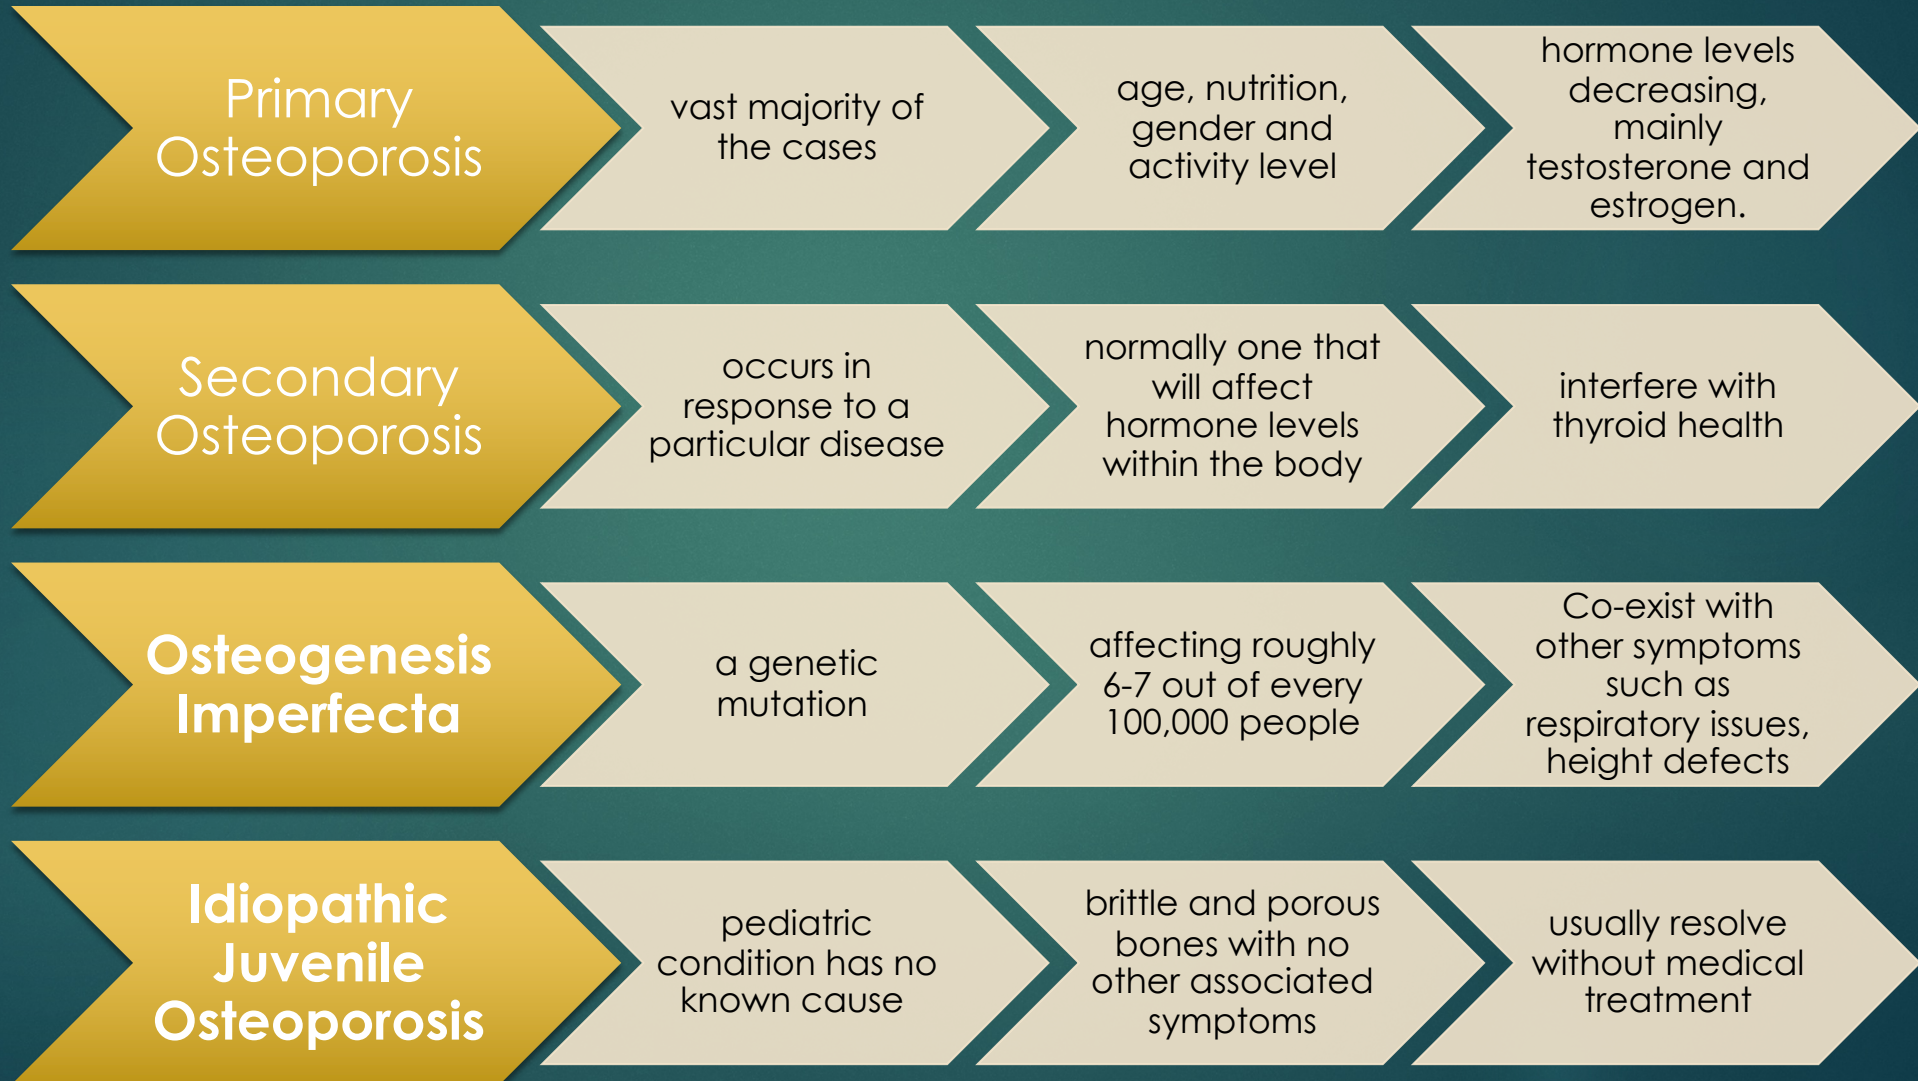 Primary
Osteoporosis
vast majority of
the cases
age, nutrition,
gender and
activity level
hormone levels
decreasing,
mainly
testosterone and
estrogen.
Secondary
Osteoporosis
occurs in
response to a
particular disease
normally one that
will affect
hormone levels
within the body
interfere with
thyroid health
Osteogenesis
Imperfecta
a genetic
mutation
affecting roughly
6-7 out of every
100,000 people
Co-exist with
other symptoms
such as
respiratory issues,
height defects
Idiopathic
Juvenile
Osteoporosis
pediatric
condition has no
known cause
brittle and porous
bones with no
other associated
symptoms
usually resolve
without medical
treatment